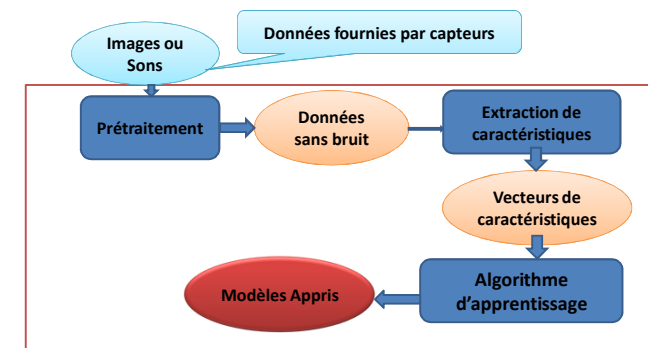 Images ou
Sons
Données fournies par capteurs
Prétraitement
Données
sans bruit
Extraction de
caractéristiques
Vecteurs de
caractéristiques
Algorithme
d'apprentissage
Modèles Appris